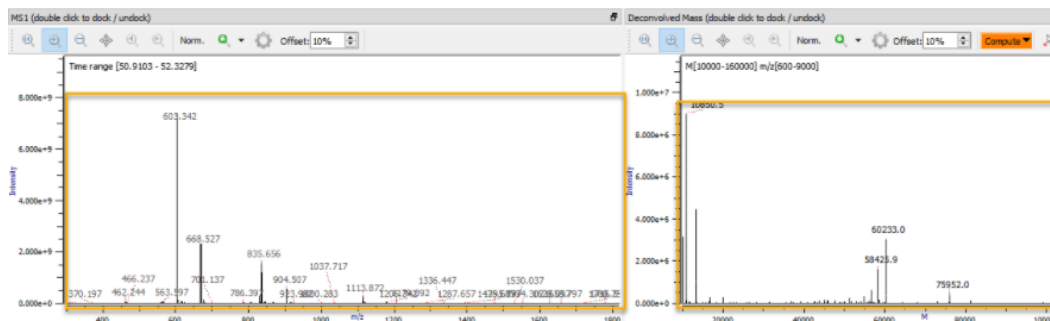 MS1 (double click to dock / undock)
Norm. Offset: 10%
Time range [50.9103 - 52.3279]
8.000e+9
6.000e+9
4.000e+9
2.000e+9
0.000e+0
Intensity
603.342
668.527
835.656
466.237
701.137
904.507
1037.717
1113.872
1336.447
1530.037
370.197
462.244
563.597
786.397
1287.657
400
600
800
1000
1200
1400
1600
1800
m/z
Deconvolved Mass (double click to dock / undock)
Norm. Offset: 10% Compute
M[10000-160000] m/z[600-9000]
1.000e+7
8.000e+6
6.000e+6
4.000e+6
2.000e+6
0.000e+0
Intensity
10850.5
60233.0
58425.9
75952.0
20000
40000
60000
80000
M